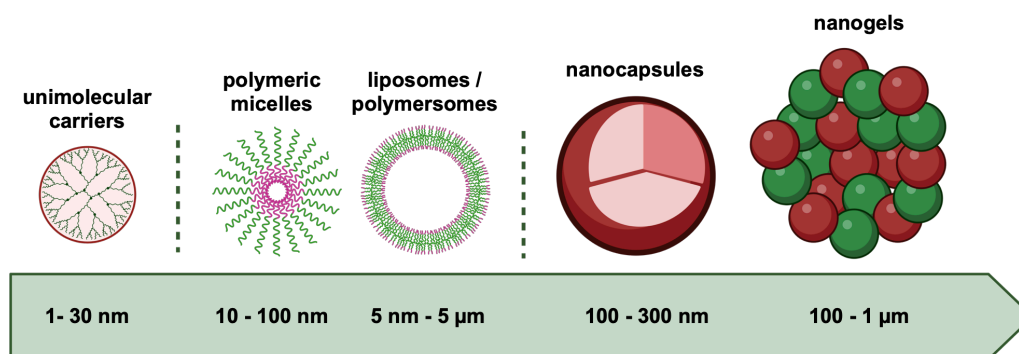 unimolecular
carriers
polymeric
micelles
liposomes /
polymersomes
nanocapsules
nanogels
1- 30 nm
10 - 100 nm
5 nm - 5 µm
100 - 300 nm
100 - 1 µm